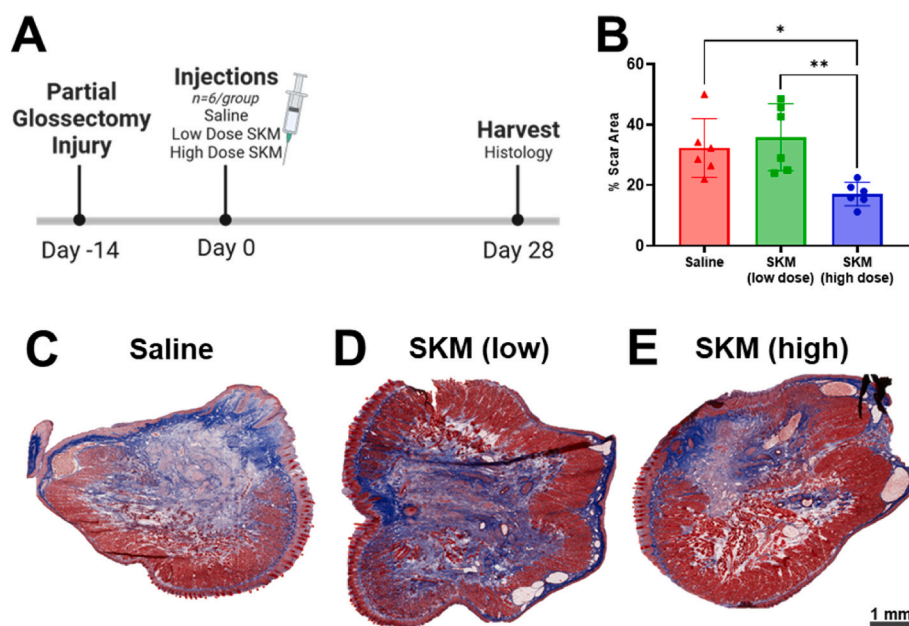 A
Partial
Glossectomy
Injury
Injections
n=6/group
Saline
Low Dose SKM
High Dose SKM
Harvest
Histology
Day -14
Day 0
Day 28
B
% Scar Area
60
40
20
0
*
**
Saline
SKM
(low dose)
SKM
(high dose)
C
Saline
D
SKM (low)
E
SKM (high)
1 mm